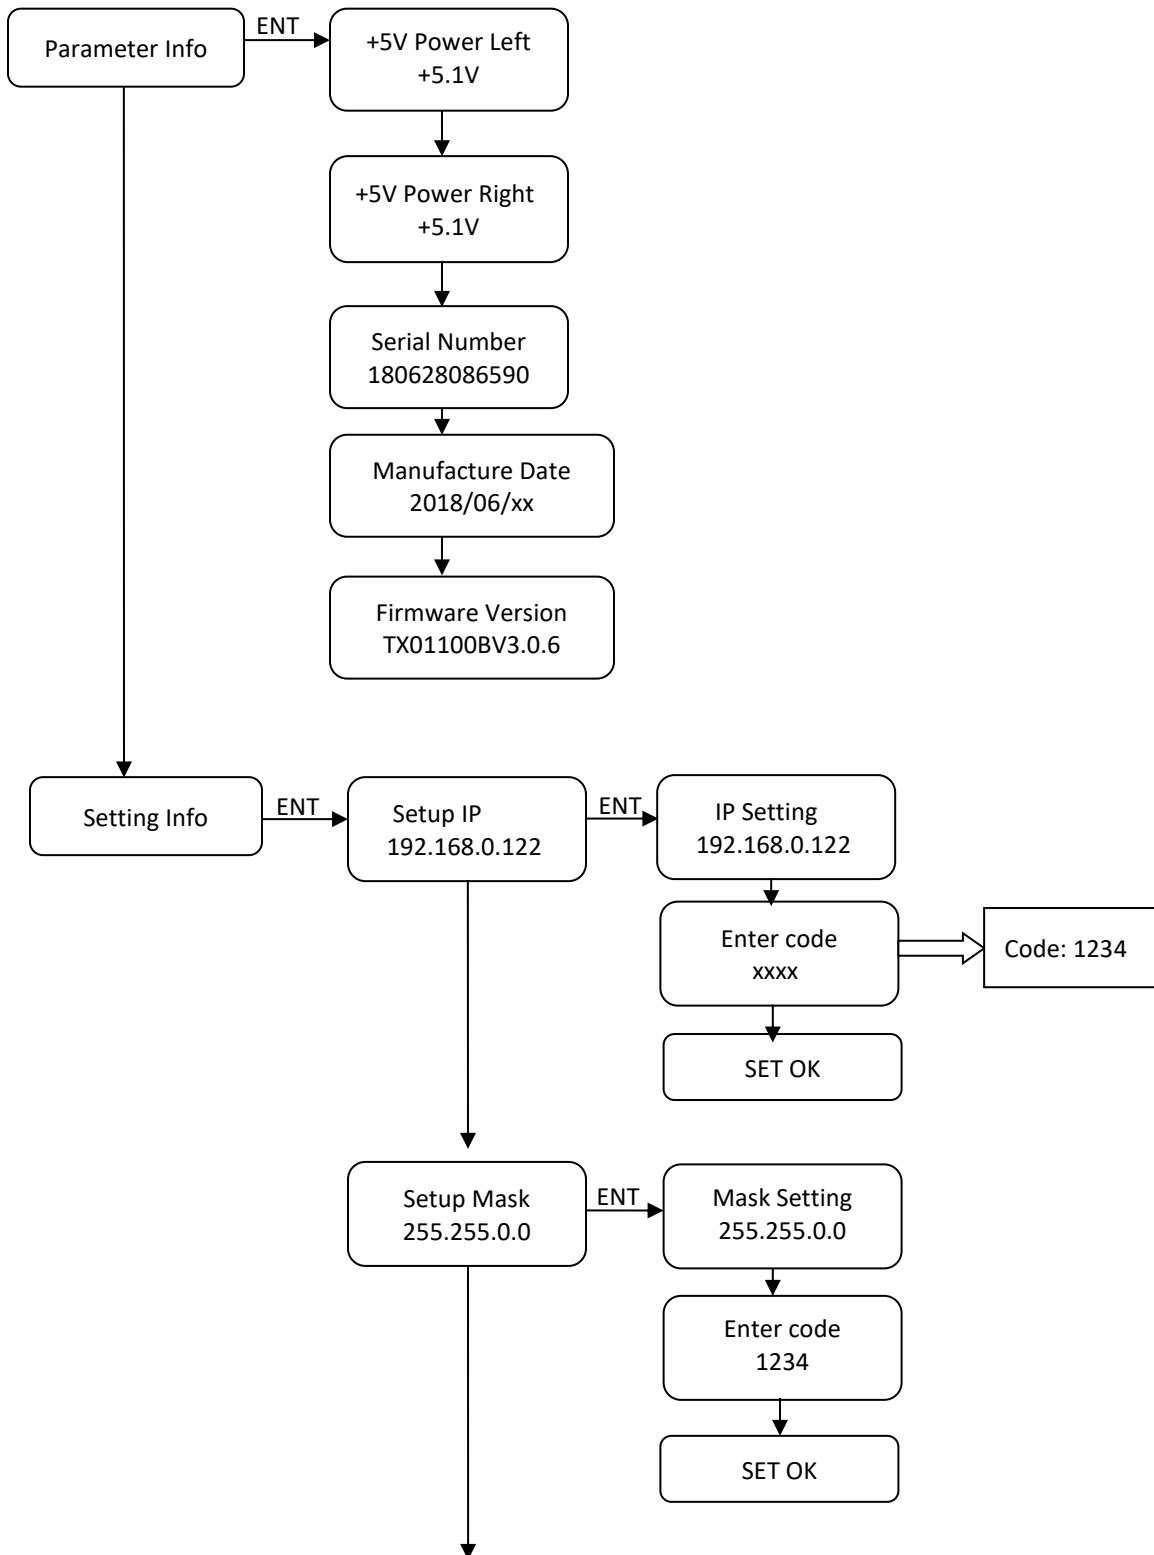 Parameter Info
ENT
+5V Power Left
+5.1V
+5V Power Right
+5.1V
Serial Number
180628086590
Manufacture Date
2018/06/xx
Firmware Version
TX01100BV3.0.6
Setting Info
ENT
Setup IP
192.168.0.122
ENT
IP Setting
192.168.0.122
Enter code
xxxx
Code: 1234
SET OK
Setup Mask
255.255.0.0
ENT
Mask Setting
255.255.0.0
Enter code
1234
SET OK